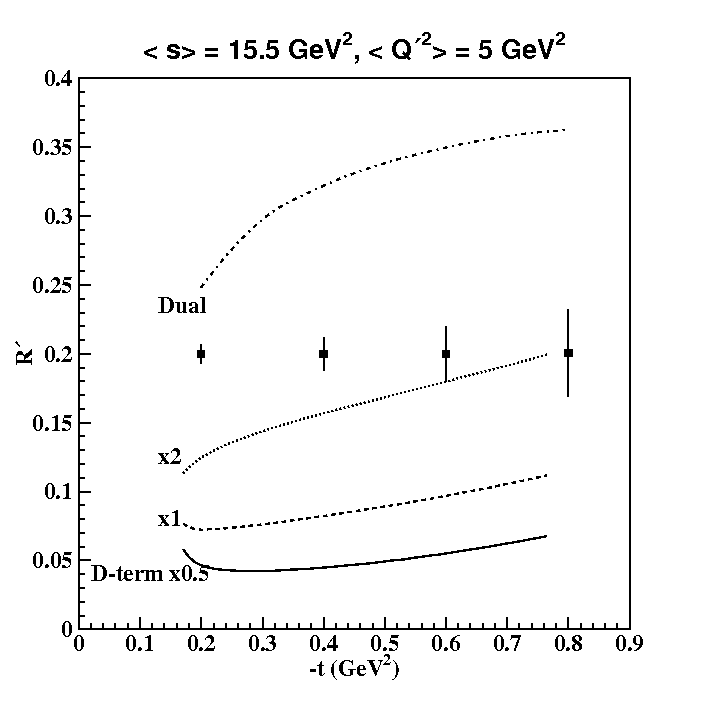 < s> = 15.5 GeV², < Q´²> = 5 GeV²
0.4
0.35
0.3
0.25
Dual
R´
0.2
0.15
x2
0.1
x1
0.05
D-term x0.5
0
0 0.1 0.2 0.3 0.4 0.5 0.6 0.7 0.8 0.9
-t (GeV²)